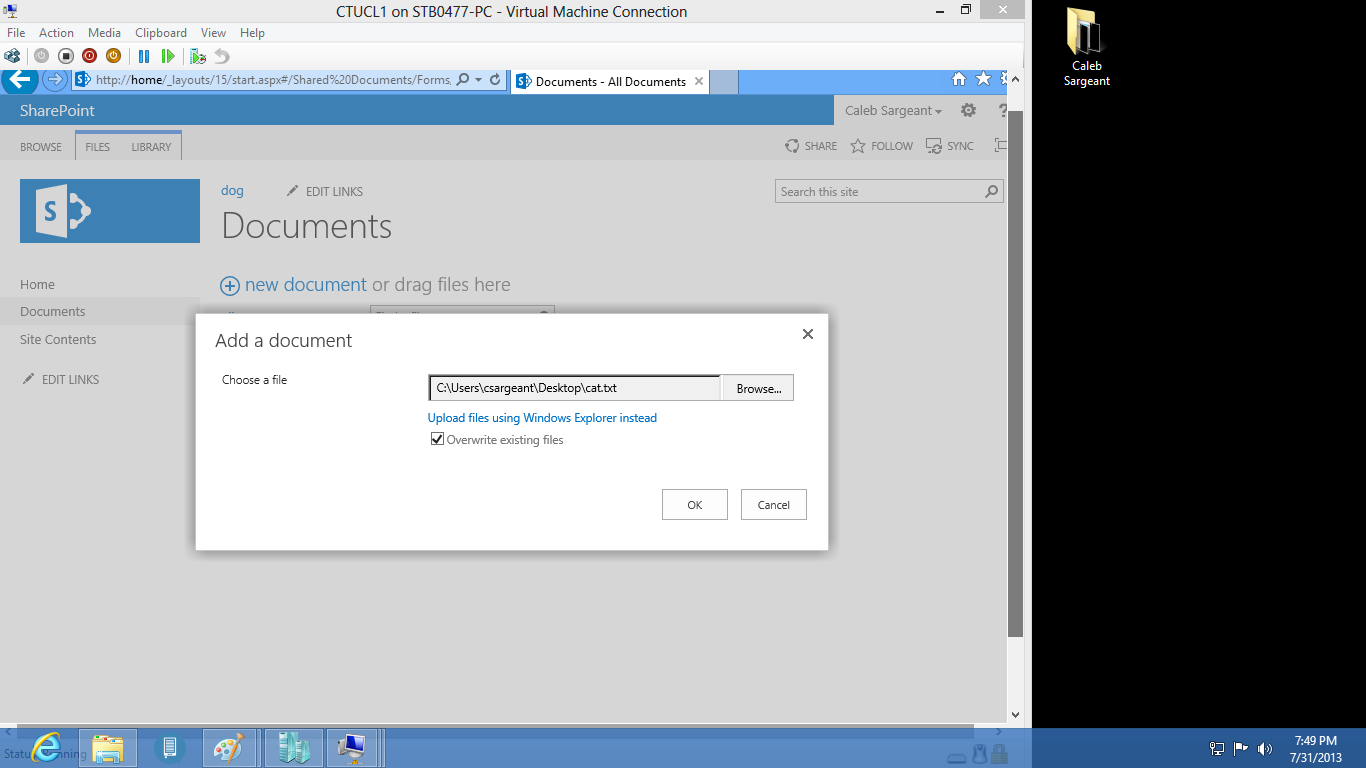 CTUCL1 on STB0477-PC - Virtual Machine Connection
File Action Media Clipboard View Help
http://home/_layouts/15/start.aspx#/Shared%20Documents/Forms, Documents - All Documents
SharePoint Caleb Sargeant ?
BROWSE FILES LIBRARY SHARE FOLLOW SYNC
S
dog EDIT LINKS Search this site
Documents
new document or drag files here
Home
Documents
Site Contents
EDIT LINKS
Add a document
Choose a file C:\Users\csargeant\Desktop\cat.txt Browse...
Upload files using Windows Explorer instead
Overwrite existing files
OK Cancel
Caleb
Sargeant
7:49 PM
7/31/2013